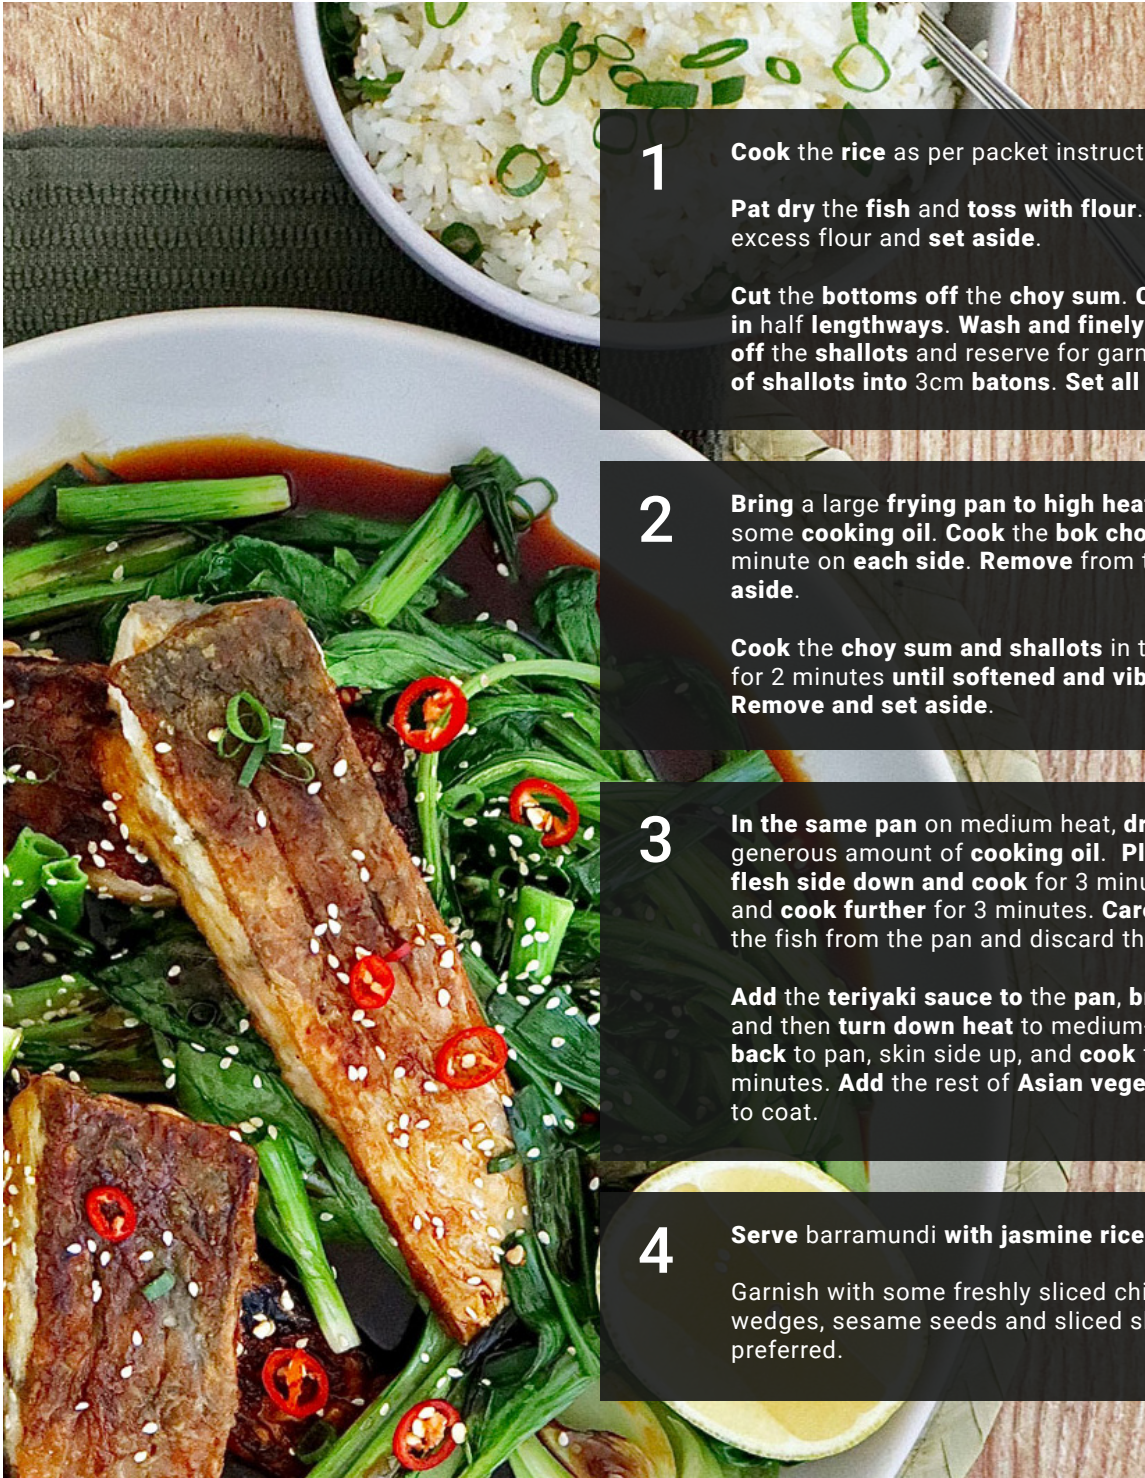 1
Cook the rice as per packet
Pat dry the fish and toss with flour.
excess flour and set aside.
Cut the bottoms off the choy sum.
in half lengthways. Wash and finely
off the shallots and reserve for
of shallots into 3cm batons. Set all
2
Bring a large frying pan to high
some cooking oil. Cook the bok
minute on each side. Remove from
aside.
Cook the choy sum and shallots in
for 2 minutes until softened and
Remove and set aside.
3
In the same pan on medium heat,
generous amount of cooking oil.
flesh side down and cook for 3
and cook further for 3 minutes.
the fish from the pan and discard
Add the teriyaki sauce to the pan,
and then turn down heat to medium
back to pan, skin side up, and cook
minutes. Add the rest of Asian
to coat.
4
Serve barramundi with jasmine rice
Garnish with some freshly sliced
wedges, sesame seeds and sliced
preferred.